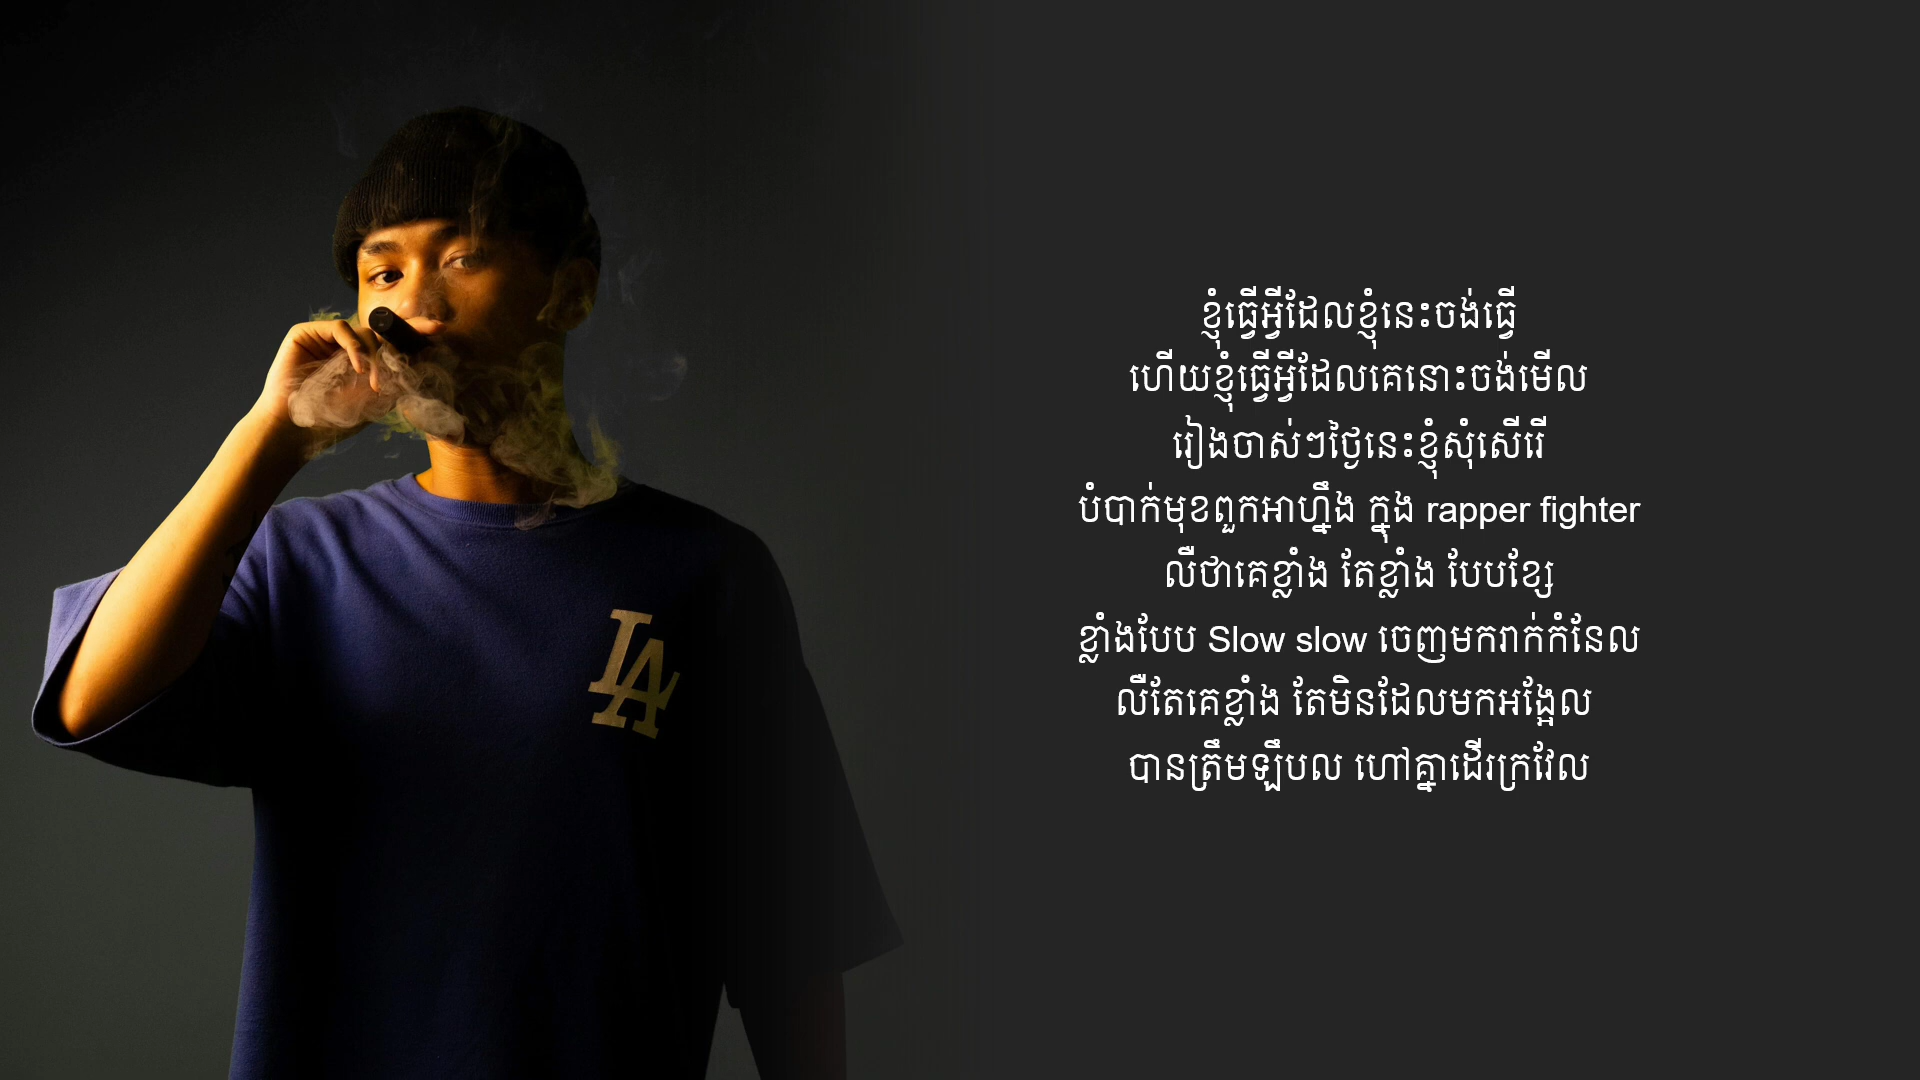 LA
ខ្ញុំធ្វើអ្វីដែលខ្ញុំនេះចង់ធ្វើ
ហើយខ្ញុំធ្វើអ្វីដែលគេនោះចង់មើល
រៀងចាស់ៗថ្ងៃនេះខ្ញុំសុំសើរើ
បំបាក់មុខពួកអាហ្នឹង ក្នុង rapper fighter
លឺថាគេខ្លាំង តែខ្លាំង បែបខ្សែ
ខ្លាំងបែប Slow slow ចេញមករាក់កំនែល
លឺតែគេខ្លាំង តែមិនដែលមកអង្អែល
បានត្រឹមឡឹបល ហៅគ្នាដើរក្រវែល